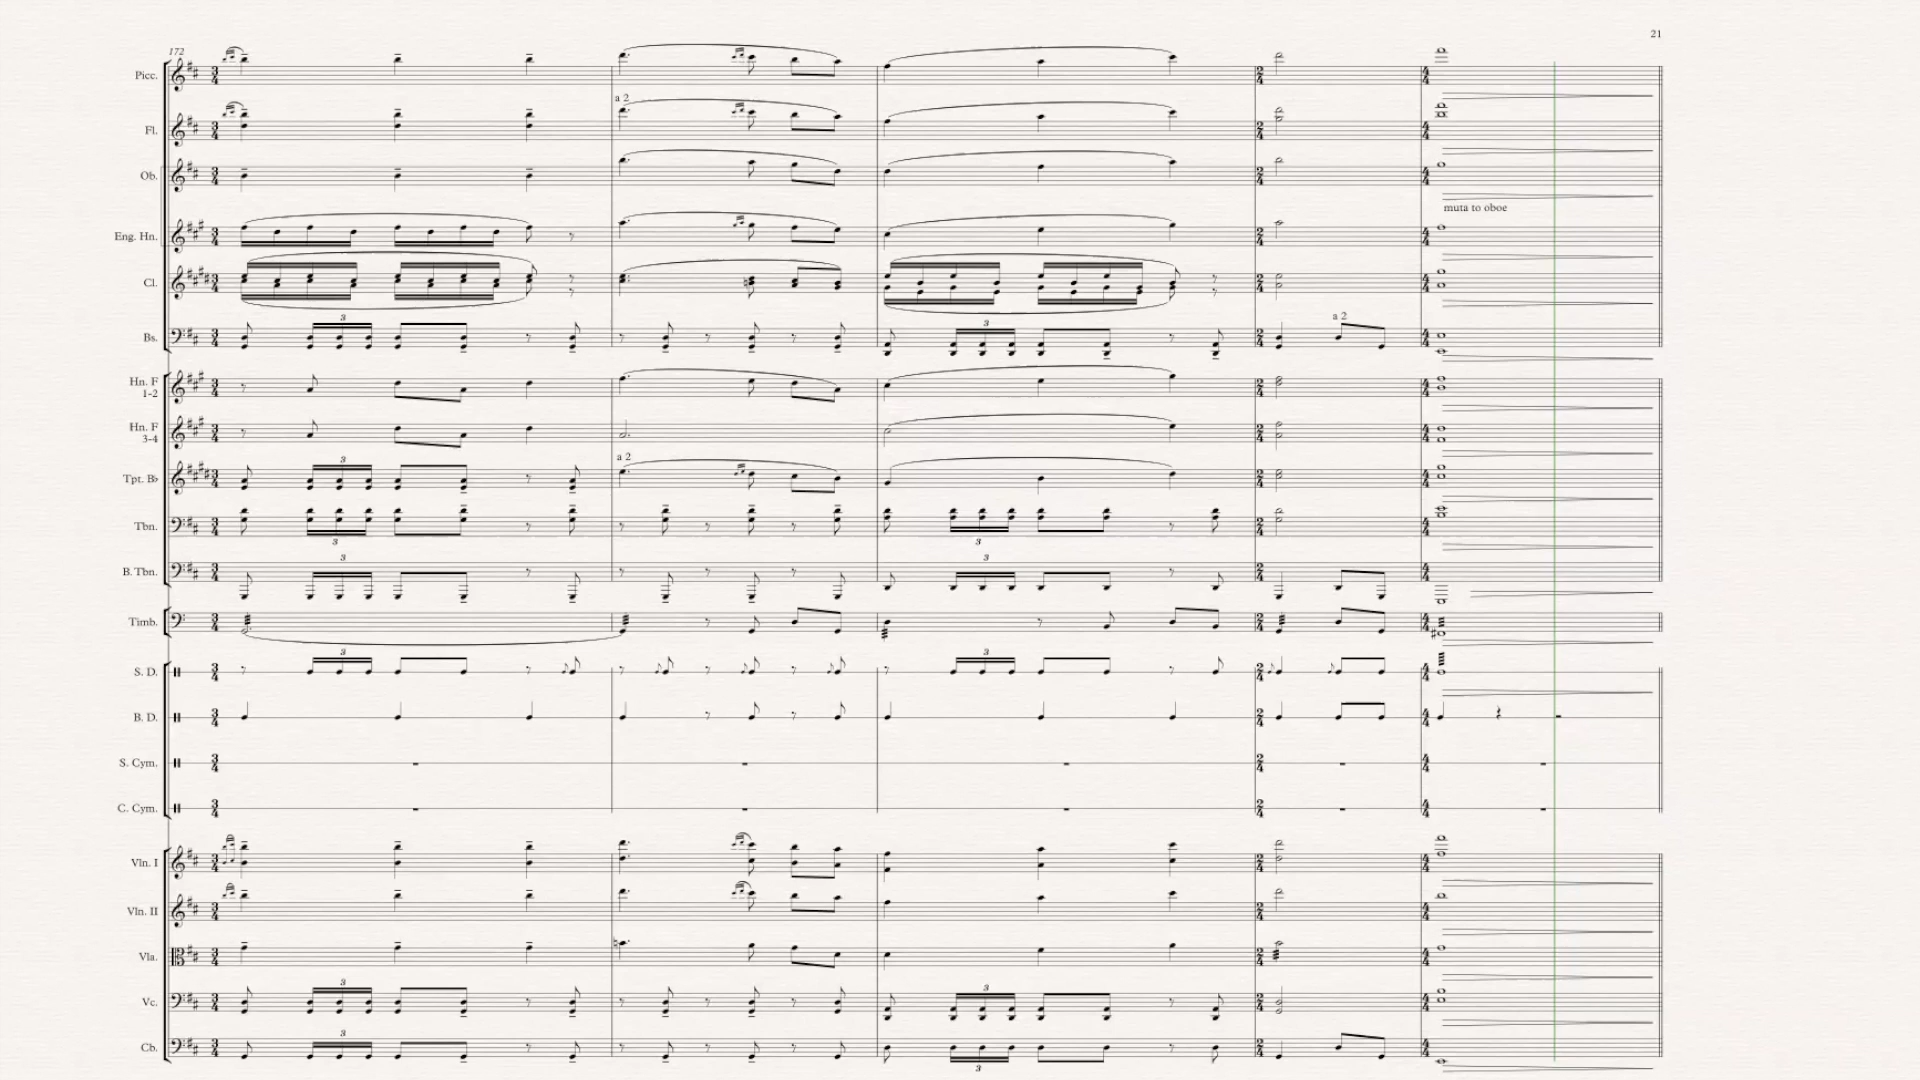 21
172
Picc.
a 2
Fl.
Ob.
muta to oboe
Eng. Hn.
Cl.
a 2
Bs.
Hn. F
1-2
Hn. F
3-4
a 2
Tpt. B♭
Tbn.
B. Tbn.
Timb.
S. D.
B. D.
S. Cym.
C. Cym.
Vln. I
Vln. II
Vla.
Vc.
Cb.